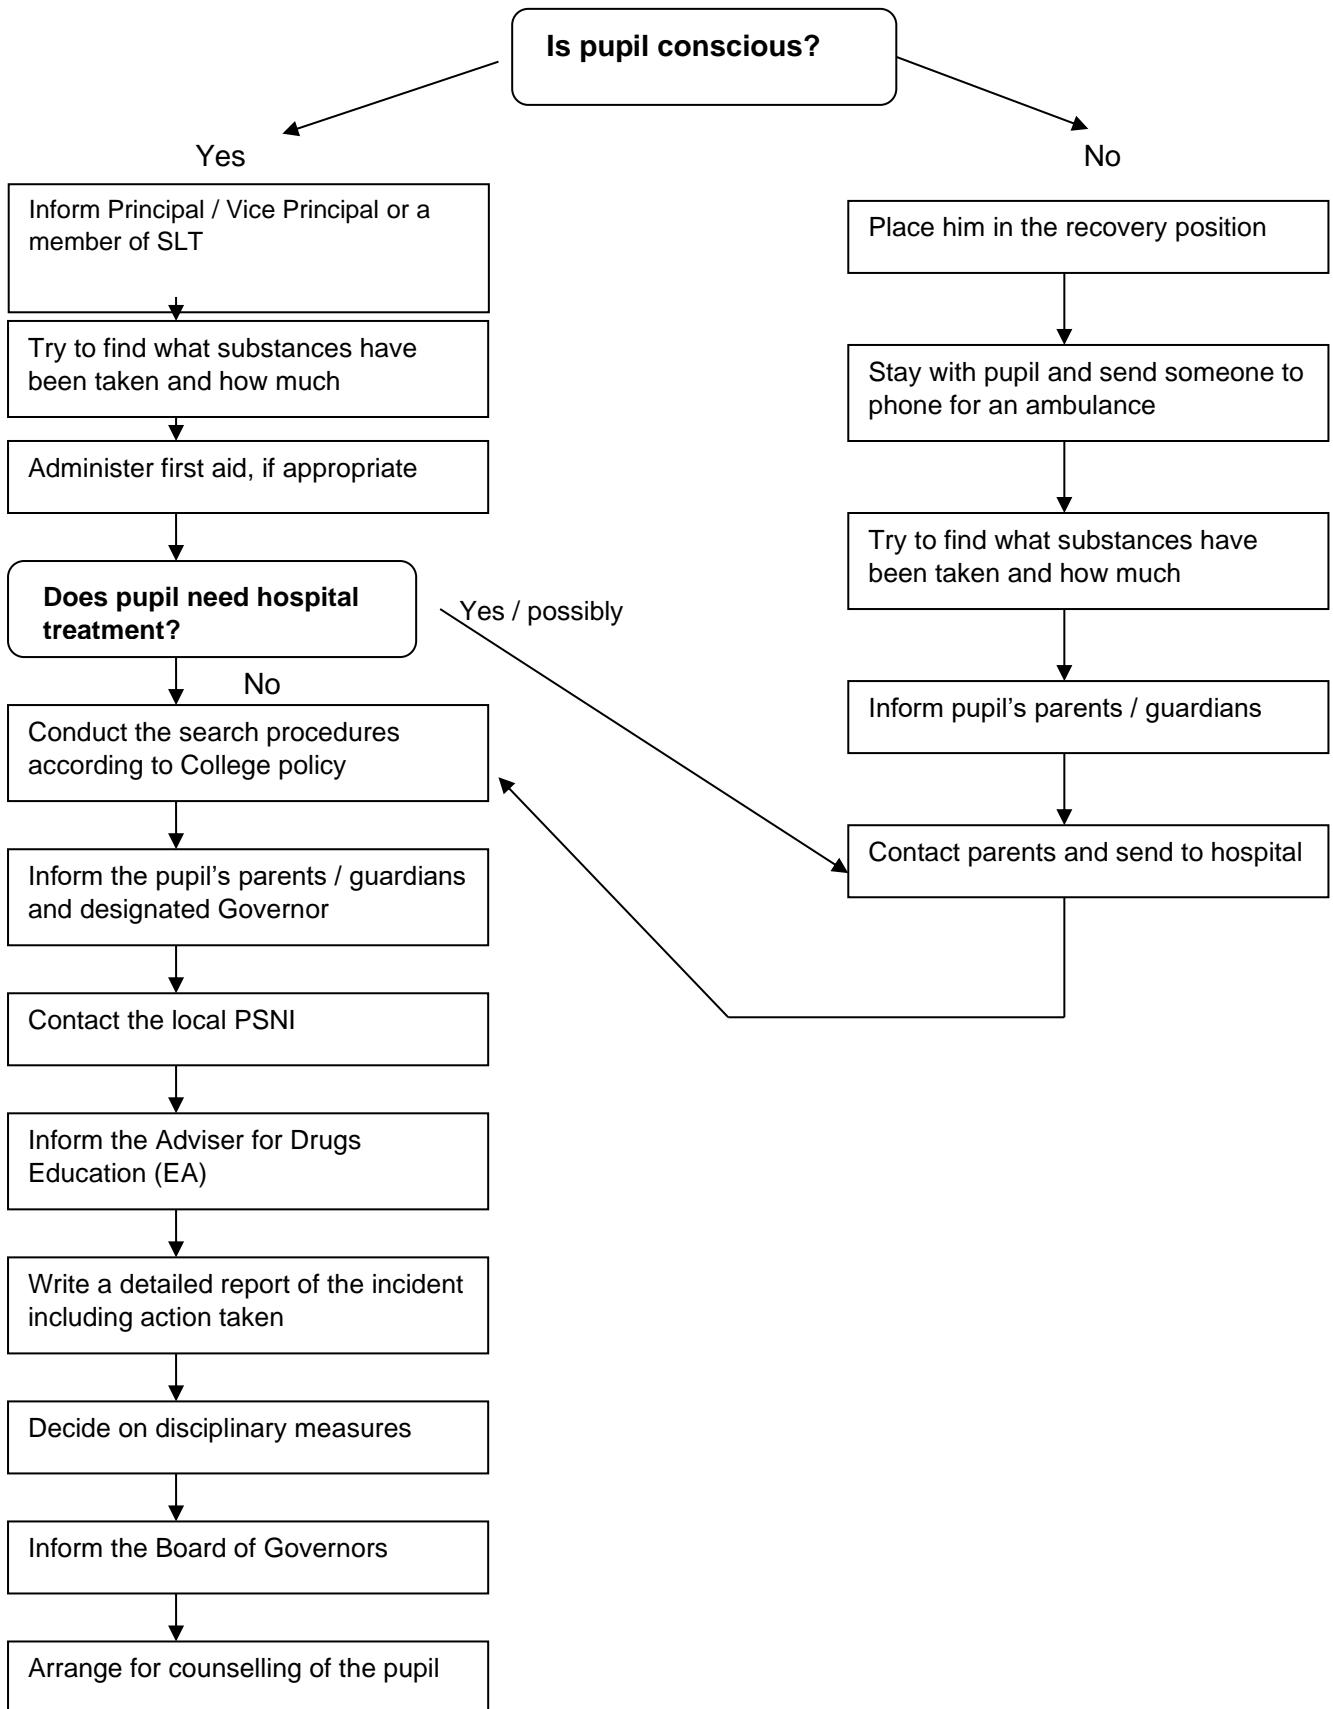 Is pupil conscious?
Yes
Inform Principal / Vice Principal or a
member of SLT
Try to find what substances have
been taken and how much
Administer first aid, if appropriate
Does pupil need hospital
treatment?
Yes / possibly
No
Conduct the search procedures
according to College policy
Inform the pupil’s parents / guardians
and designated Governor
Contact the local PSNI
Inform the Adviser for Drugs
Education (EA)
Write a detailed report of the incident
including action taken
Decide on disciplinary measures
Inform the Board of Governors
Arrange for counselling of the pupil
No
Place him in the recovery position
Stay with pupil and send someone to
phone for an ambulance
Try to find what substances have
been taken and how much
Inform pupil’s parents / guardians
Contact parents and send to hospital